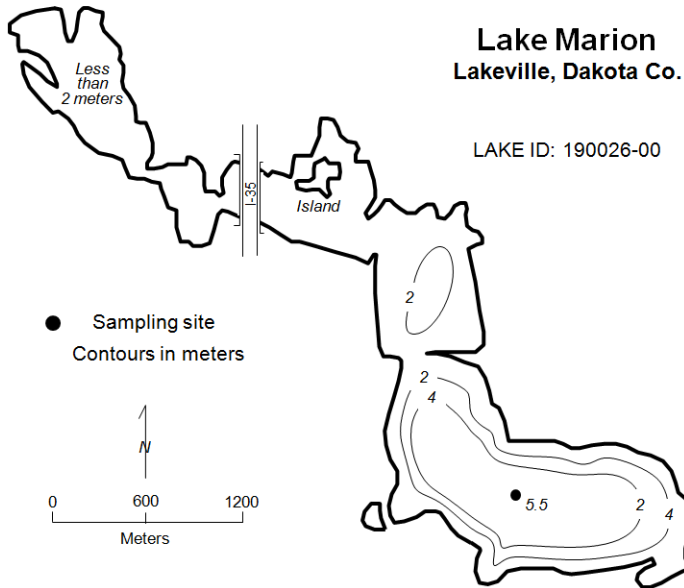 Lake Marion
Lakeville, Dakota Co.
LAKE ID: 190026-00
Less
than
2 meters
I-35
Island
2
Sampling site
Contours in meters
2
4
N
0 600 1200
Meters
5.5
2
4